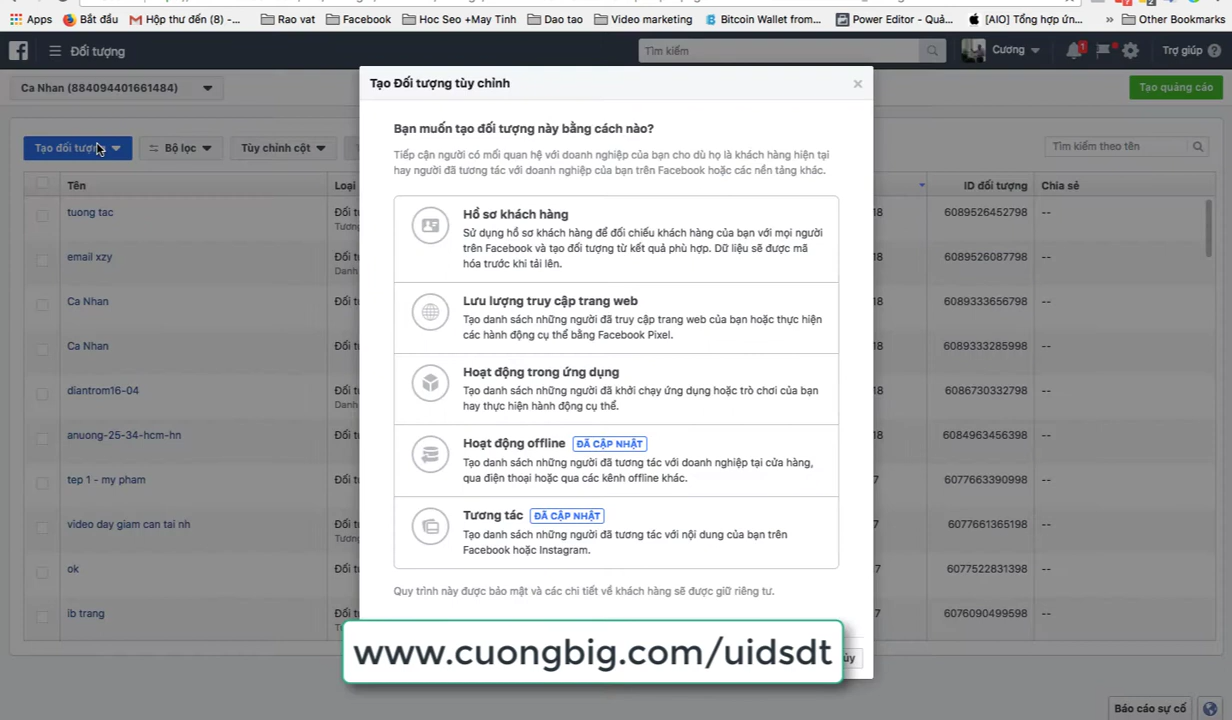 Apps Bắt đầu Hộp thư đến (8) - Rao vat Facebook Hoc Seo +May Tinh Dao tao Video marketing Bitcoin Wallet from... Power Editor - Quả... [AIO] Tổng hợp ứn... » Other Bookmarks
Đối tượng Tìm kiếm Cương 1 Trợ giúp
Ca Nhan (884094401661484) Tạo quảng cáo
Tạo Đối tượng tùy chỉnh ×
Bạn muốn tạo đối tượng này bằng cách nào?
Tiếp cận người có mối quan hệ với doanh nghiệp của bạn cho dù họ là khách hàng hiện tại
hay người đã tương tác với doanh nghiệp của bạn trên Facebook hoặc các nền tảng khác.
Hồ sơ khách hàng
Sử dụng hồ sơ khách hàng để đối chiếu khách hàng của bạn với mọi người
trên Facebook và tạo đối tượng từ kết quả phù hợp. Dữ liệu sẽ được mã
hóa trước khi tải lên.
Lưu lượng truy cập trang web
Tạo danh sách những người đã truy cập trang web của bạn hoặc thực hiện
các hành động cụ thể bằng Facebook Pixel.
Hoạt động trong ứng dụng
Tạo danh sách những người đã khởi chạy ứng dụng hoặc trò chơi của bạn
hay thực hiện hành động cụ thể.
Hoạt động offline ĐÃ CẬP NHẬT
Tạo danh sách những người đã tương tác với doanh nghiệp tại cửa hàng,
qua điện thoại hoặc qua các kênh offline khác.
Tương tác ĐÃ CẬP NHẬT
Tạo danh sách những người đã tương tác với nội dung của bạn trên
Facebook hoặc Instagram.
Quy trình này được bảo mật và các chi tiết về khách hàng sẽ được giữ riêng tư.
Tạo đối Bộ lọc Tùy chỉnh cột Tìm kiếm theo tên
Tên Loại ID đối tượng Chia sẻ
tuong tac 18 6089526452798 --
email xzy 18 6089526087798 --
Danh
Ca Nhan 18 6089333656798 --
Ca Nhan 18 6089333285998 --
diantrom16-04 18 6086730332798 --
Danh
anuong-25-34-hcm-hn 18 6084963456398 --
tep 1 - my pham 7 6077663390998 --
video day giam can tai nh 7 6077661365198 --
ok 7 6077522831398 --
ib trang 7 6076090499598 --
www.cuongbig.com/uidsdt
Báo cáo sự cố